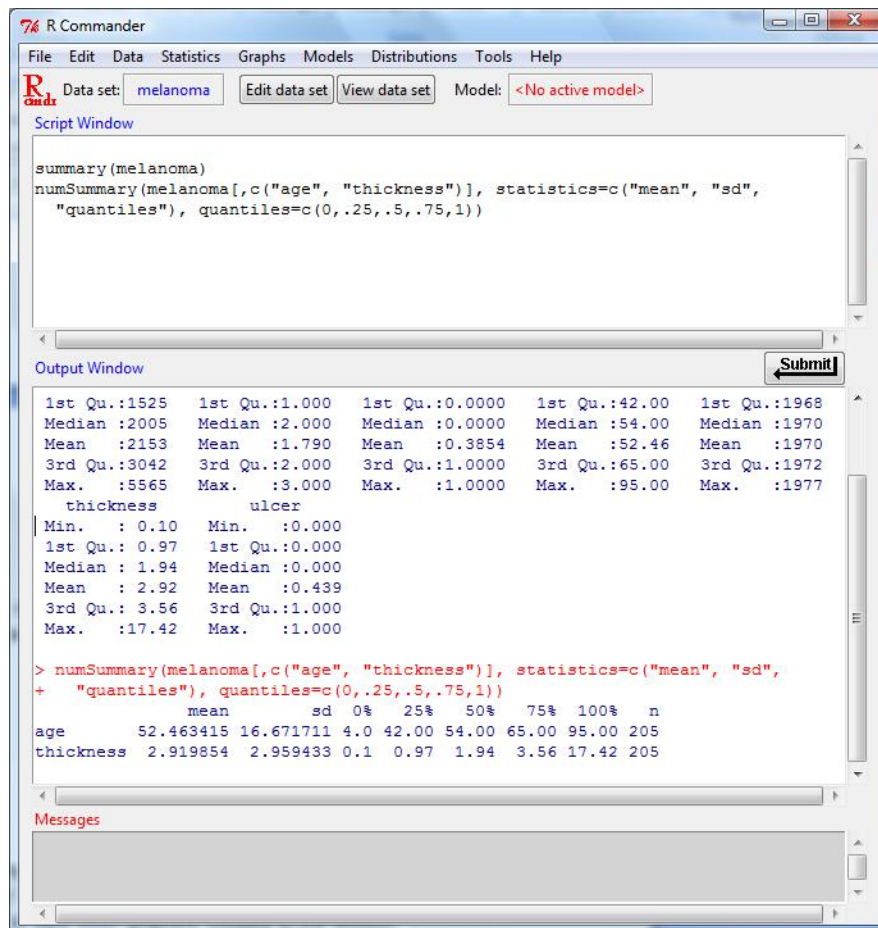 R Commander
File Edit Data Statistics Graphs Models Distributions Tools Help
R Cmdr Data set: melanoma Edit data set View data set Model: <No active model>
Script Window
summary(melanoma)
numSummary(melanoma[,c("age", "thickness")], statistics=c("mean", "sd",
  "quantiles"), quantiles=c(0,.25,.5,.75,1))
Output Window Submit
1st Qu.:1525   1st Qu.:1.000   1st Qu.:0.0000   1st Qu.:42.00   1st Qu.:1968
Median :2005   Median :2.000   Median :0.0000   Median :54.00   Median :1970
Mean   :2153   Mean   :1.790   Mean   :0.3854   Mean   :52.46   Mean   :1970
3rd Qu.:3042   3rd Qu.:2.000   3rd Qu.:1.0000   3rd Qu.:65.00   3rd Qu.:1972
Max.   :5565   Max.   :3.000   Max.   :1.0000   Max.   :95.00   Max.   :1977
  thickness         ulcer
Min.   : 0.10   Min.   :0.000
1st Qu.: 0.97   1st Qu.:0.000
Median : 1.94   Median :0.000
Mean   : 2.92   Mean   :0.439
3rd Qu.: 3.56   3rd Qu.:1.000
Max.   :17.42   Max.   :1.000
> numSummary(melanoma[,c("age", "thickness")], statistics=c("mean", "sd",
+   "quantiles"), quantiles=c(0,.25,.5,.75,1))
               mean        sd  0%   25%   50%   75%  100%   n
age       52.463415 16.671711 4.0 42.00 54.00 65.00 95.00 205
thickness  2.919854  2.959433 0.1  0.97  1.94  3.56 17.42 205
Messages